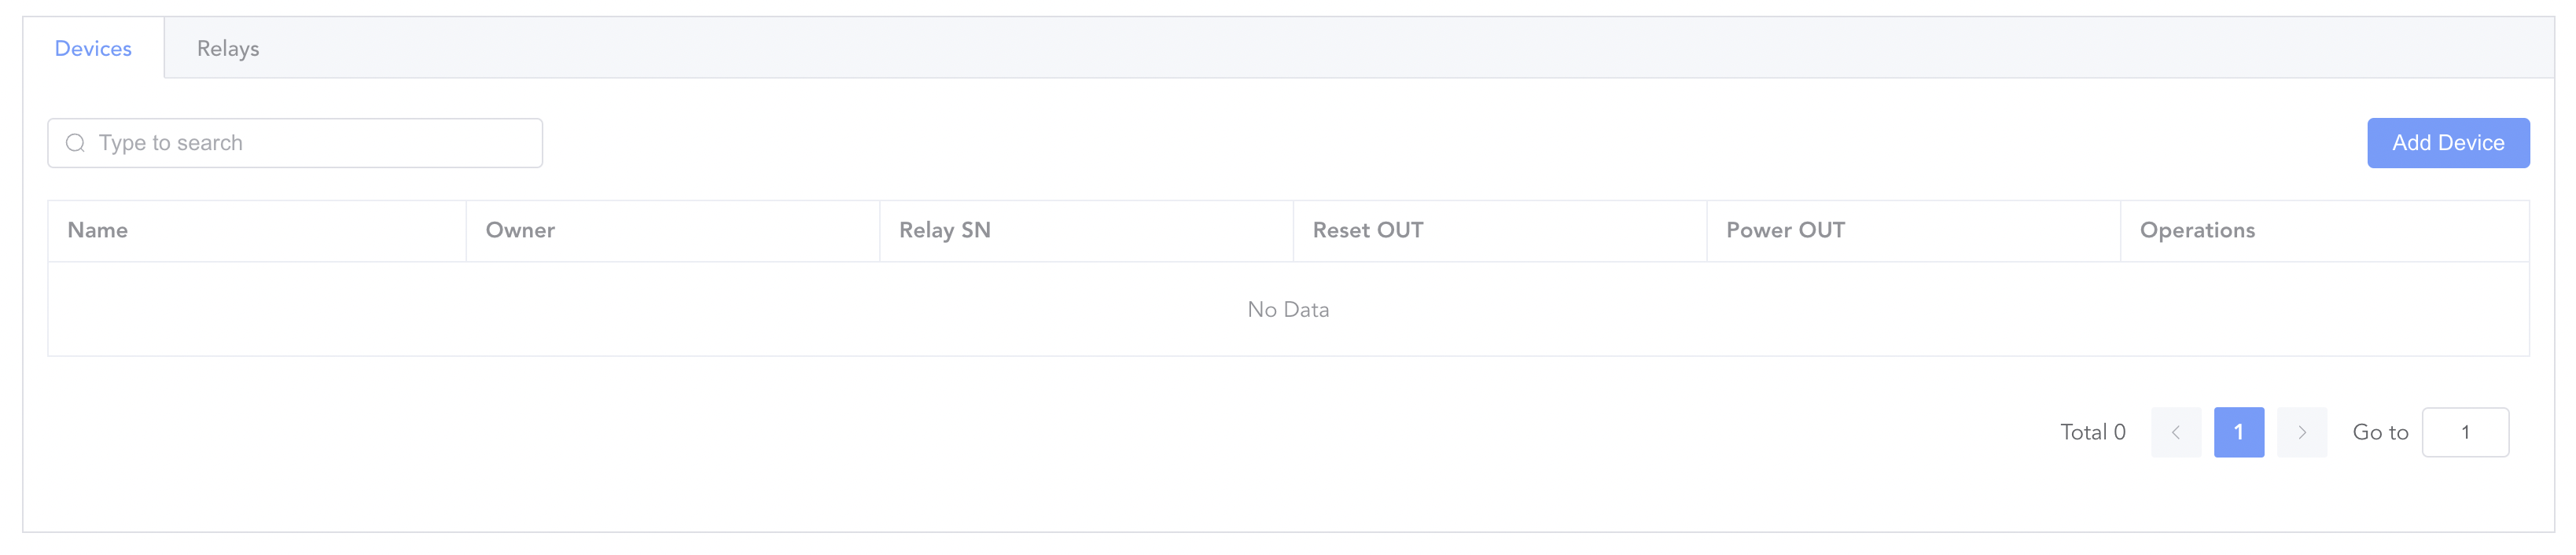 Devices Relays
Type to search Add Device
Name Owner Relay SN Reset OUT Power OUT Operations
No Data
Total 0 1 Go to 1